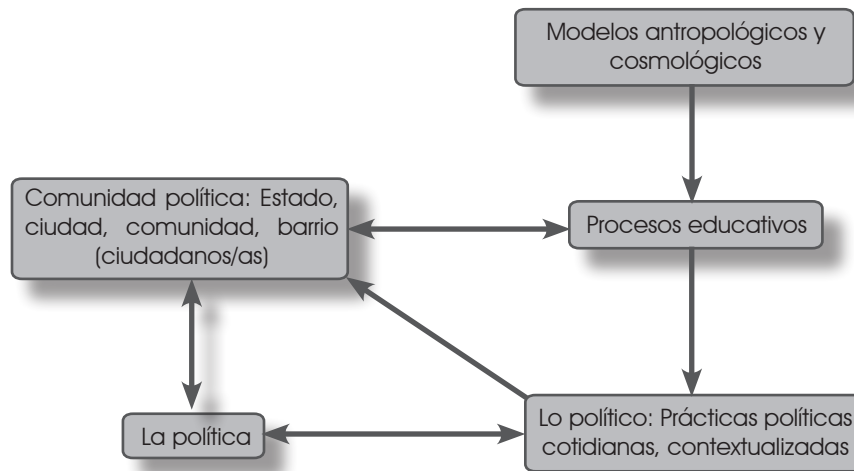 Modelos antropológicos y
cosmológicos
Comunidad política: Estado,
ciudad, comunidad, barrio
(ciudadanos/as)
Procesos educativos
La política
Lo político: Prácticas políticas
cotidianas, contextualizadas